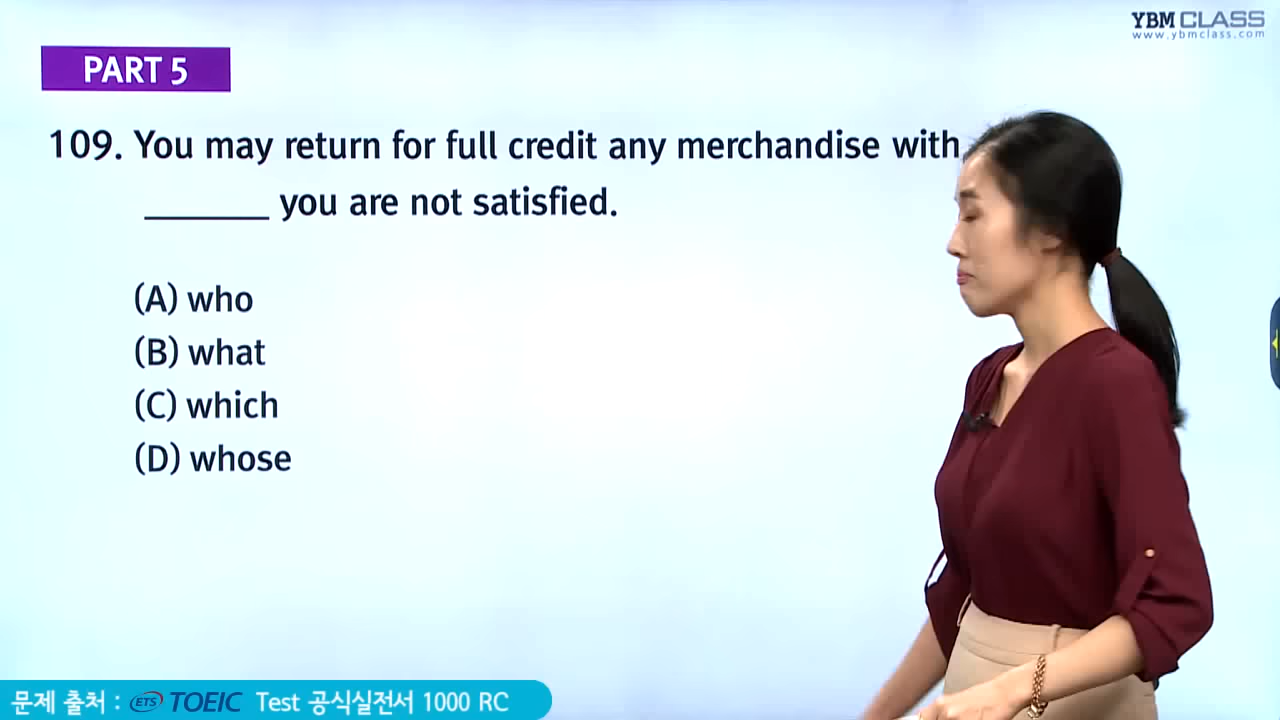 YBM CLASS
www.ybmclass.com
PART 5
109. You may return for full credit any merchandise with
______ you are not satisfied.
(A) who
(B) what
(C) which
(D) whose
문제 출처 : ETS TOEIC Test 공식실전서 1000 RC